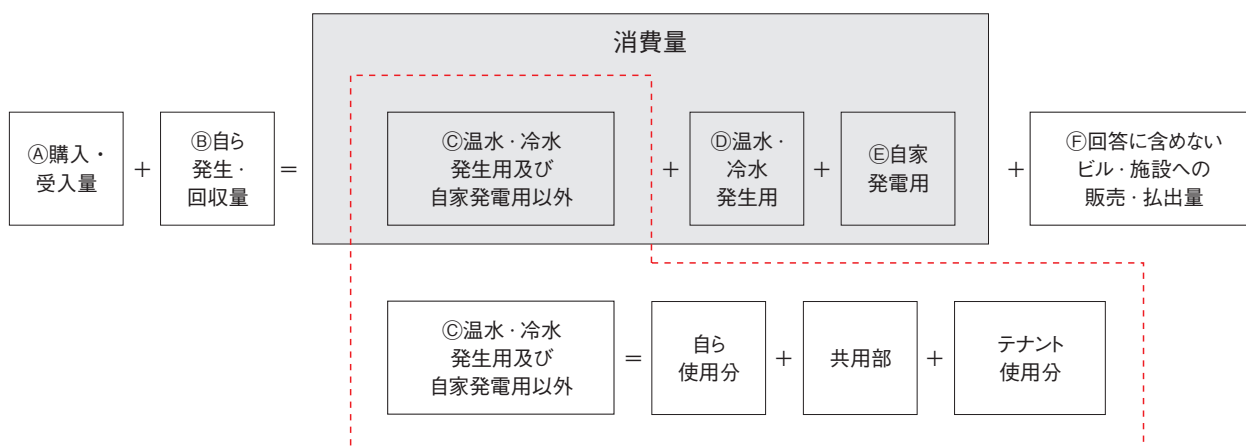 消費量
Ⓐ購入・
受入量
+
Ⓑ自ら
発生・
回収量
=
Ⓒ温水・冷水
発生用及び
自家発電用以外
+
Ⓓ温水・
冷水
発生用
+
Ⓔ自家
発電用
+
Ⓕ回答に含めない
ビル・施設への
販売・払出量
Ⓒ温水・冷水
発生用及び
自家発電用以外
=
自ら
使用分
+
共用部
+
テナント
使用分